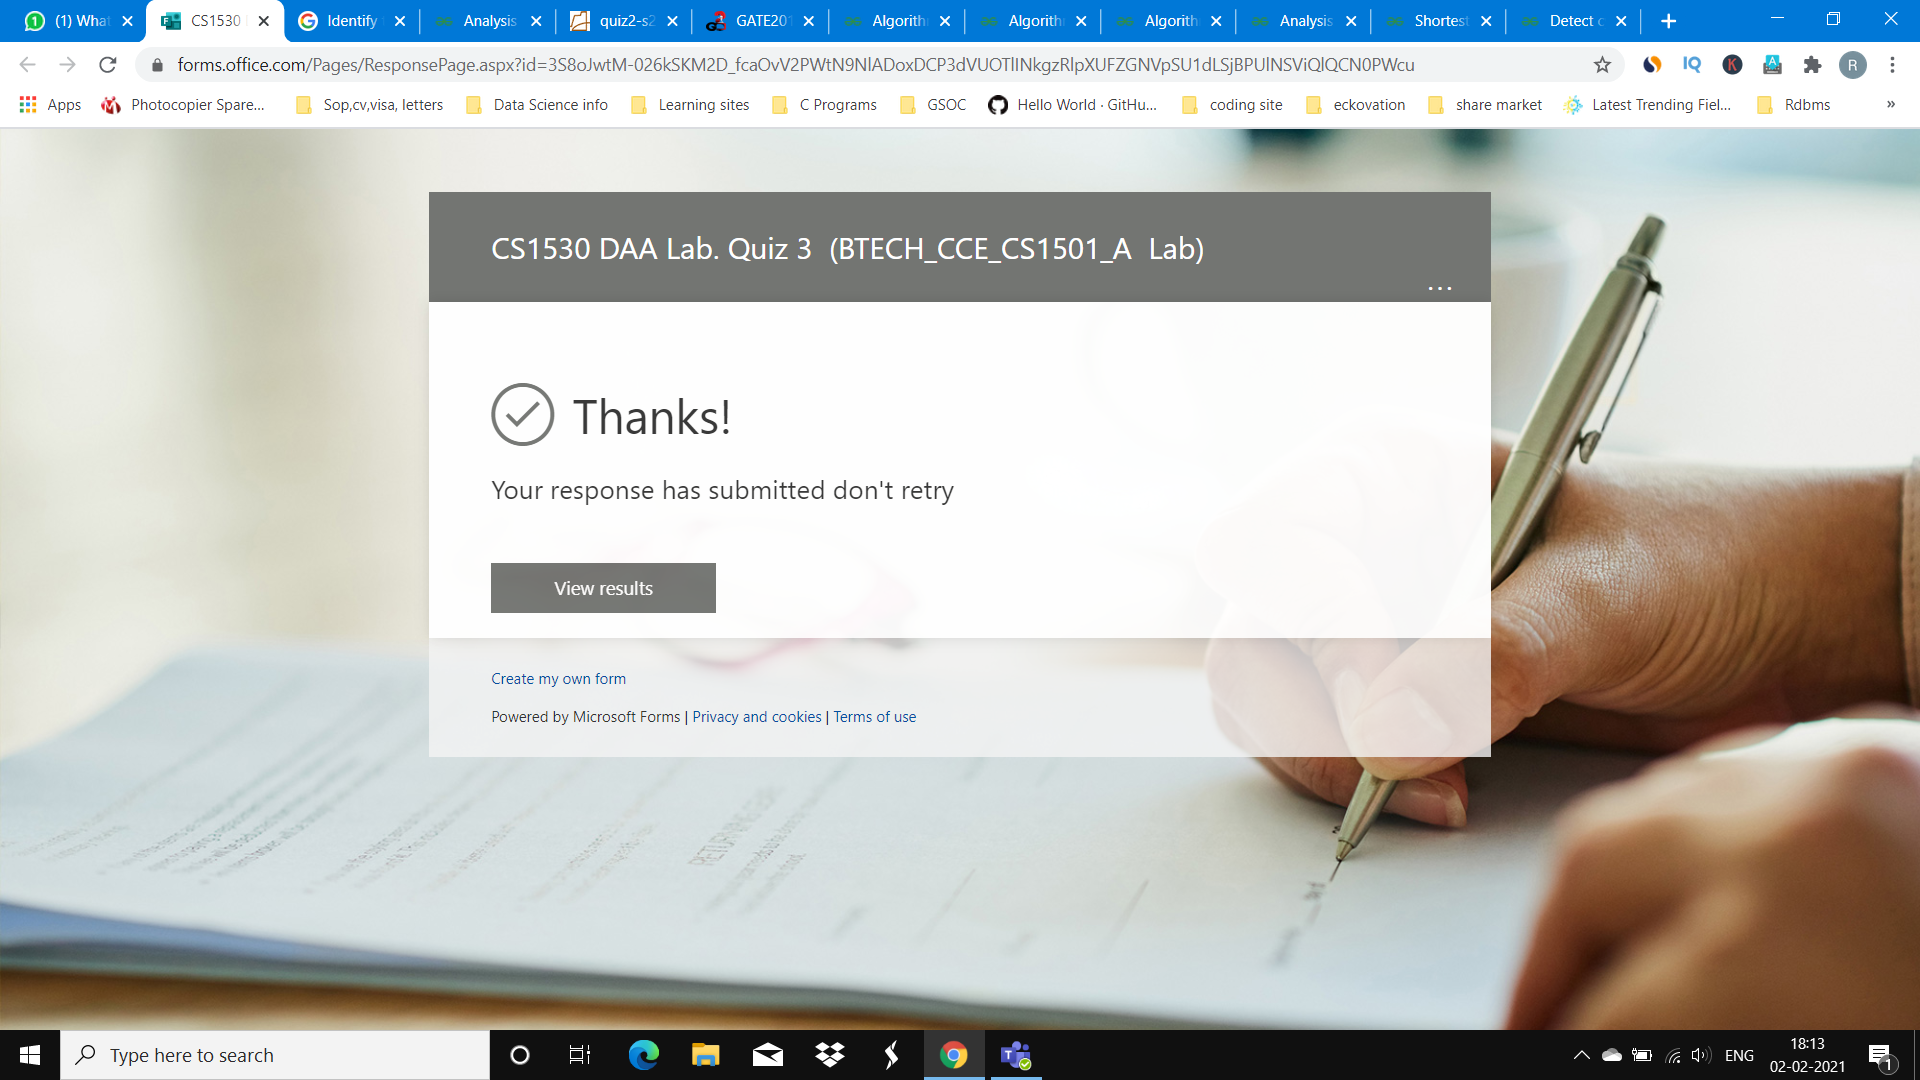 (1) What
CS1530
Identify
Analysis
quiz2-s2
GATE201
Algorith
Algorith
Algorith
Analysis
Shortest
Detect c
forms.office.com/Pages/ResponsePage.aspx?id=3S8oJwtM-026kSKM2D_fcaOvV2PWtN9NlADoxDCP3dVUOTlINkgzRlpXUFZGNVpSU1dLSjBPUlNSViQlQCN0PWcu
IQ
K
A
R
Apps
Photocopier Spare...
Sop,cv,visa, letters
Data Science info
Learning sites
C Programs
GSOC
Hello World · GitHu...
coding site
eckovation
share market
Latest Trending Fiel...
Rdbms
»
CS1530 DAA Lab. Quiz 3 (BTECH_CCE_CS1501_A Lab)
...
Thanks!
Your response has submitted don't retry
View results
Create my own form
Powered by Microsoft Forms | Privacy and cookies | Terms of use
Type here to search
ENG
18:13
02-02-2021
1